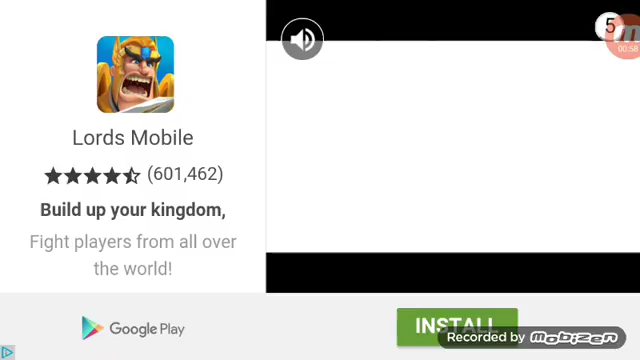 Lords Mobile
(601,462)
Build up your kingdom,
Fight players from all over
the world!
Google Play
5
00:58
INSTALL
Recorded by mobizen